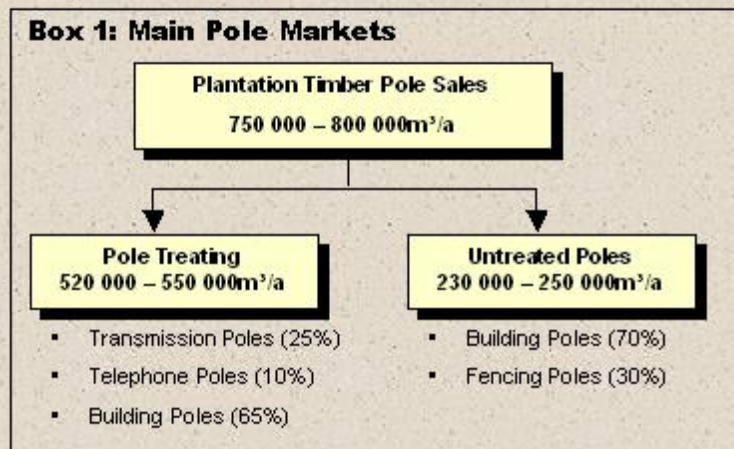 Box 1: Main Pole Markets
Plantation Timber Pole Sales
750 000 – 800 000m³/a
Pole Treating
520 000 – 550 000m³/a
▪ Transmission Poles (25%)
▪ Telephone Poles (10%)
▪ Building Poles (65%)
Untreated Poles
230 000 – 250 000m³/a
▪ Building Poles (70%)
▪ Fencing Poles (30%)